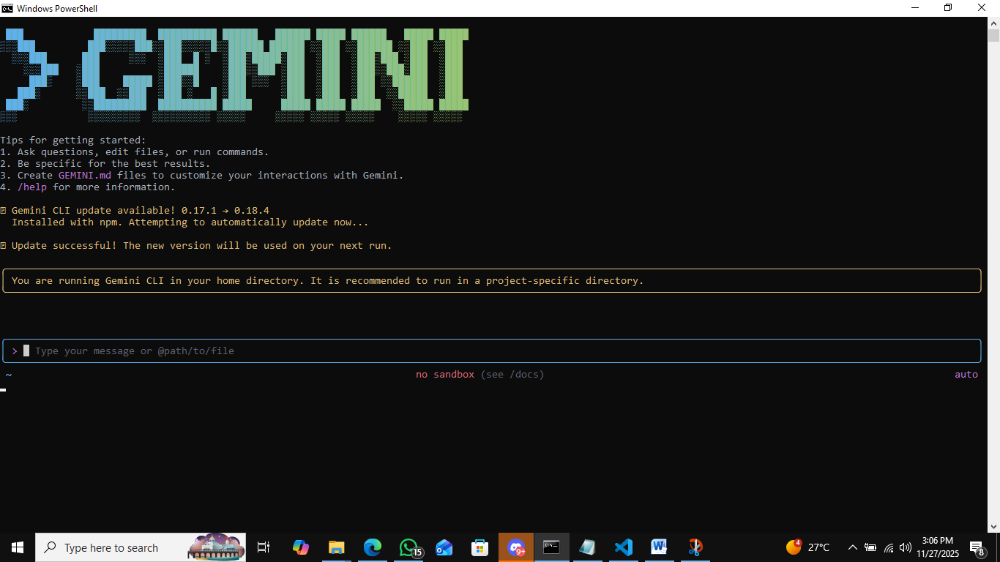 Windows PowerShell
> GEMINI
Tips for getting started:
1. Ask questions, edit files, or run commands.
2. Be specific for the best results.
3. Create GEMINI.md files to customize your interactions with Gemini.
4. /help for more information.
Gemini CLI update available! 0.17.1 → 0.18.4
Installed with npm. Attempting to automatically update now...
Update successful! The new version will be used on your next run.
You are running Gemini CLI in your home directory. It is recommended to run in a project-specific directory.
> Type your message or @path/to/file
~ no sandbox (see /docs) auto
Type here to search
15
9+
4
27°C
3:06 PM
11/27/2025
8